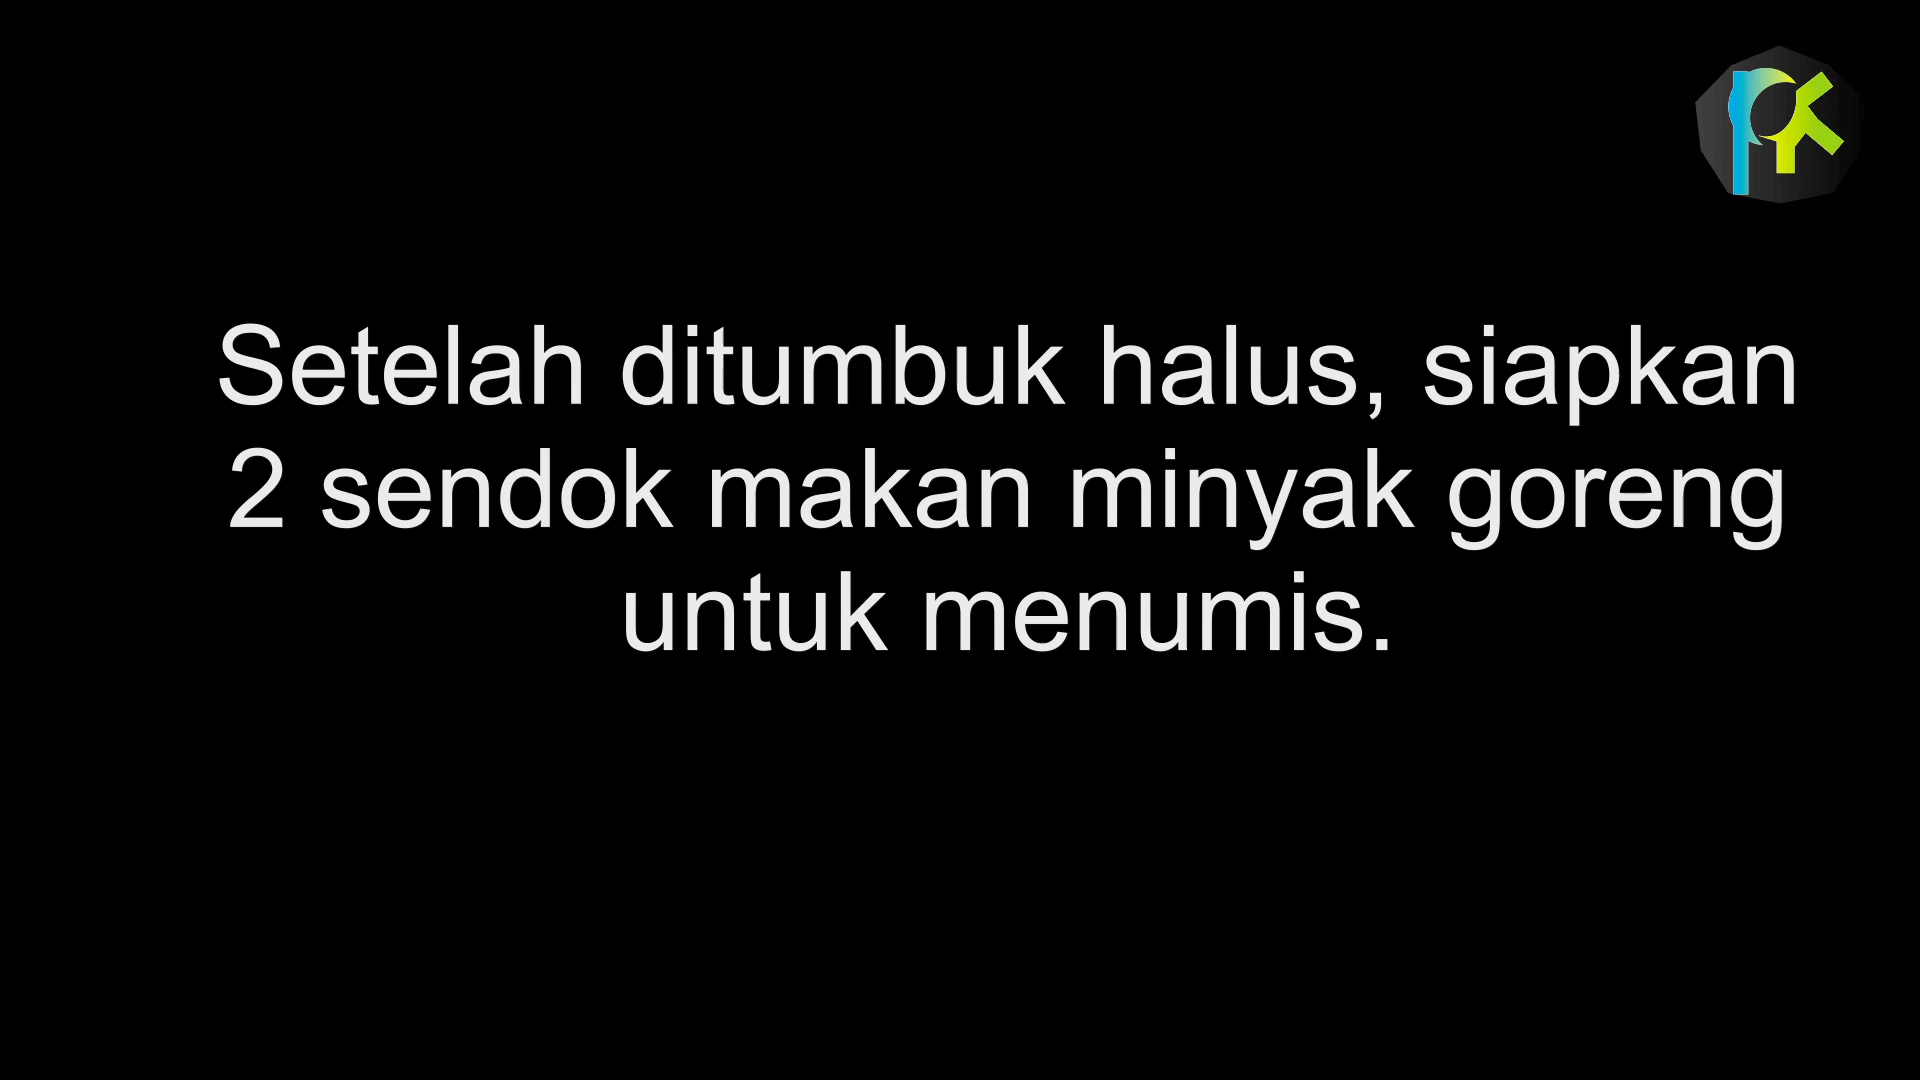 Setelah ditumbuk halus, siapkan
2 sendok makan minyak goreng
untuk menumis.